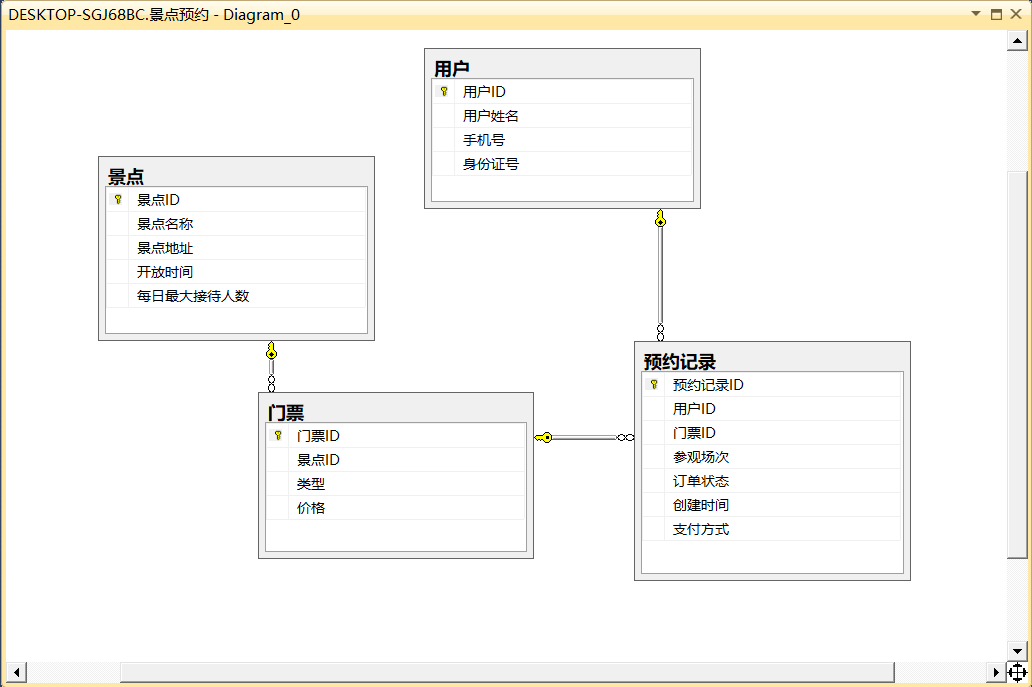 DESKTOP-SGJ68BC.景点预约 - Diagram_0
用户
用户ID
用户姓名
手机号
身份证号
景点
景点ID
景点名称
景点地址
开放时间
每日最大接待人数
门票
门票ID
景点ID
类型
价格
预约记录
预约记录ID
用户ID
门票ID
参观场次
订单状态
创建时间
支付方式